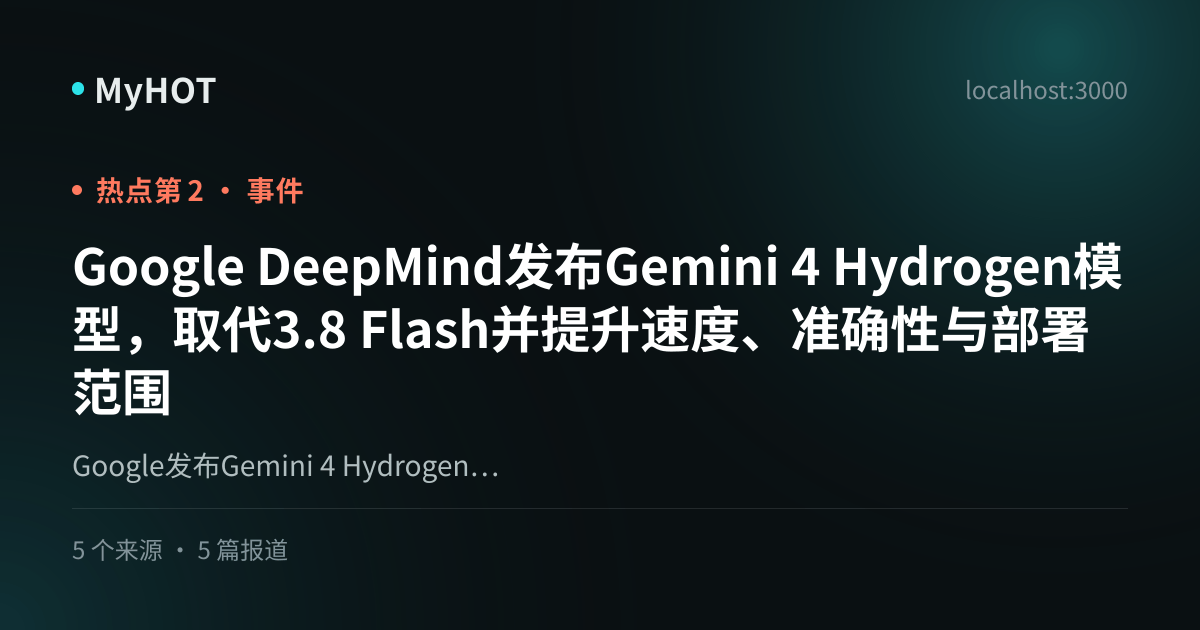 MyHOT
localhost:3000
热点第 2 · 事件
Google DeepMind发布Gemini 4 Hydrogen模
型，取代3.8 Flash并提升速度、准确性与部署
范围
Google发布Gemini 4 Hydrogen…
5 个来源 · 5 篇报道